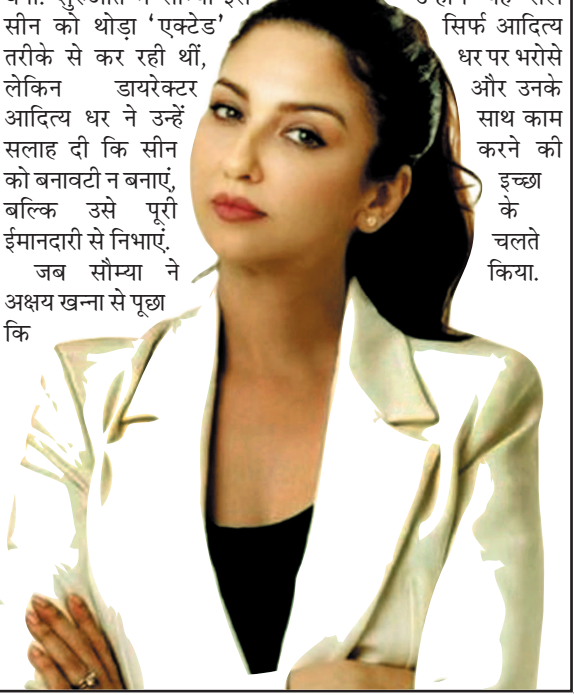 सीन को थोड़ा ‘एक्टेड’
तरीके से कर रही थीं,
लेकिन डायरेक्टर
आदित्य धर ने उन्हें
सलाह दी कि सीन
को बनावटी न बनाएं,
बल्कि उसे पूरी
ईमानदारी से निभाएं.
जब सौम्या ने
अक्षय खन्ना से पूछा
कि
सिर्फ आदित्य
धर पर भरोसे
और उनके
साथ काम
करने की
इच्छा
के
चलते
किया.